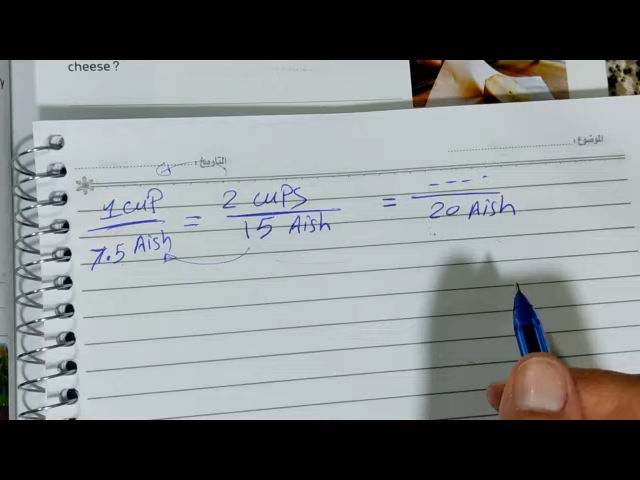 cheese?
التاريخ:
الموضوع:
1 cup / 7.5 Aish = 2 cups / 15 Aish = ---- / 20 Aish